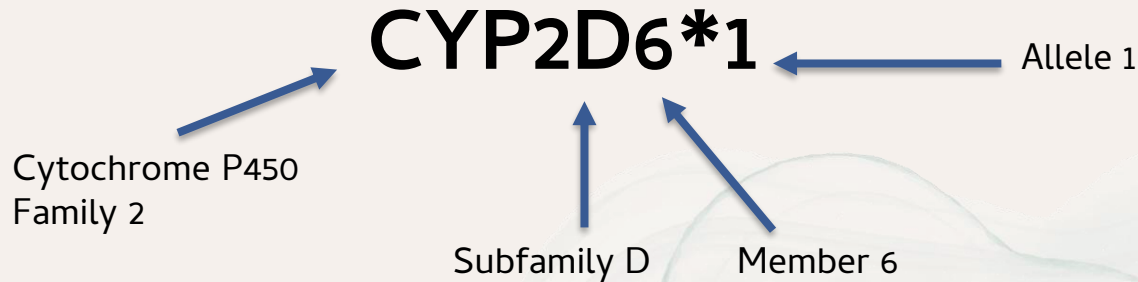 CYP2D6*1
Allele 1
Cytochrome P450
Family 2
Subfamily D
Member 6